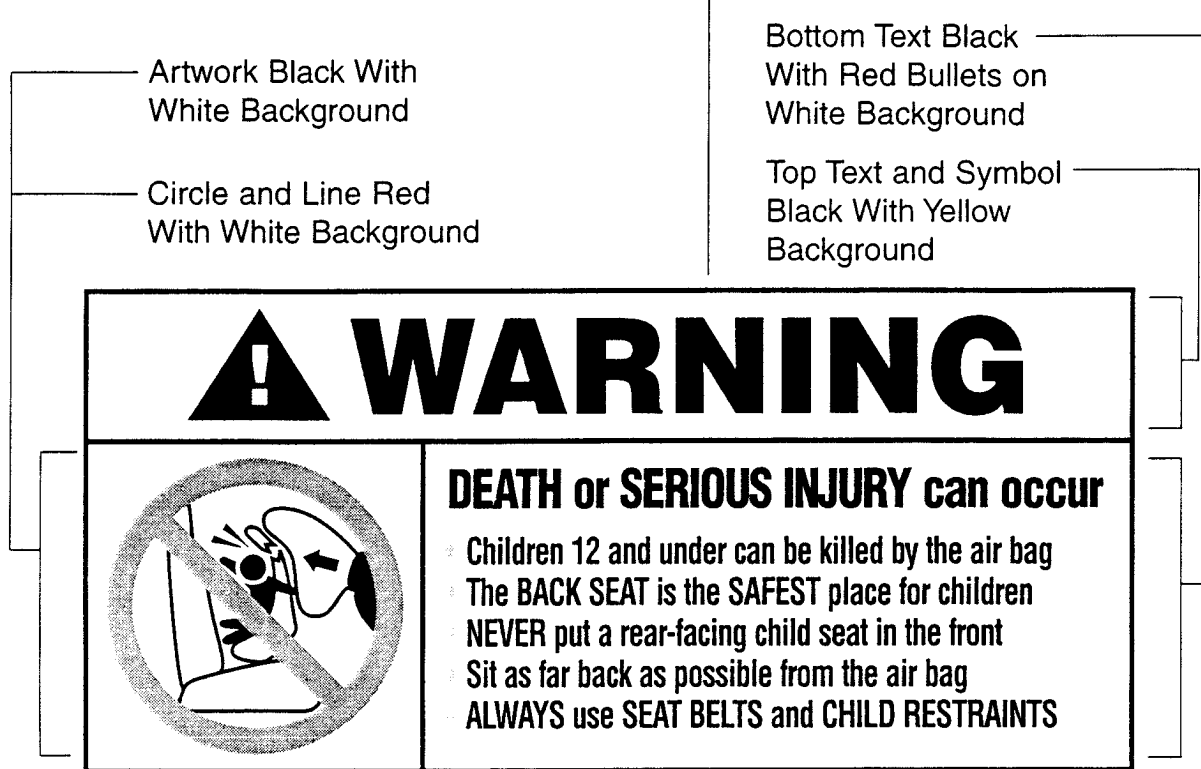 Artwork Black With
White Background
Circle and Line Red
With White Background
Bottom Text Black
With Red Bullets on
White Background
Top Text and Symbol
Black With Yellow
Background
! WARNING
DEATH or SERIOUS INJURY can occur
• Children 12 and under can be killed by the air bag
• The BACK SEAT is the SAFEST place for children
• NEVER put a rear-facing child seat in the front
• Sit as far back as possible from the air bag
• ALWAYS use SEAT BELTS and CHILD RESTRAINTS